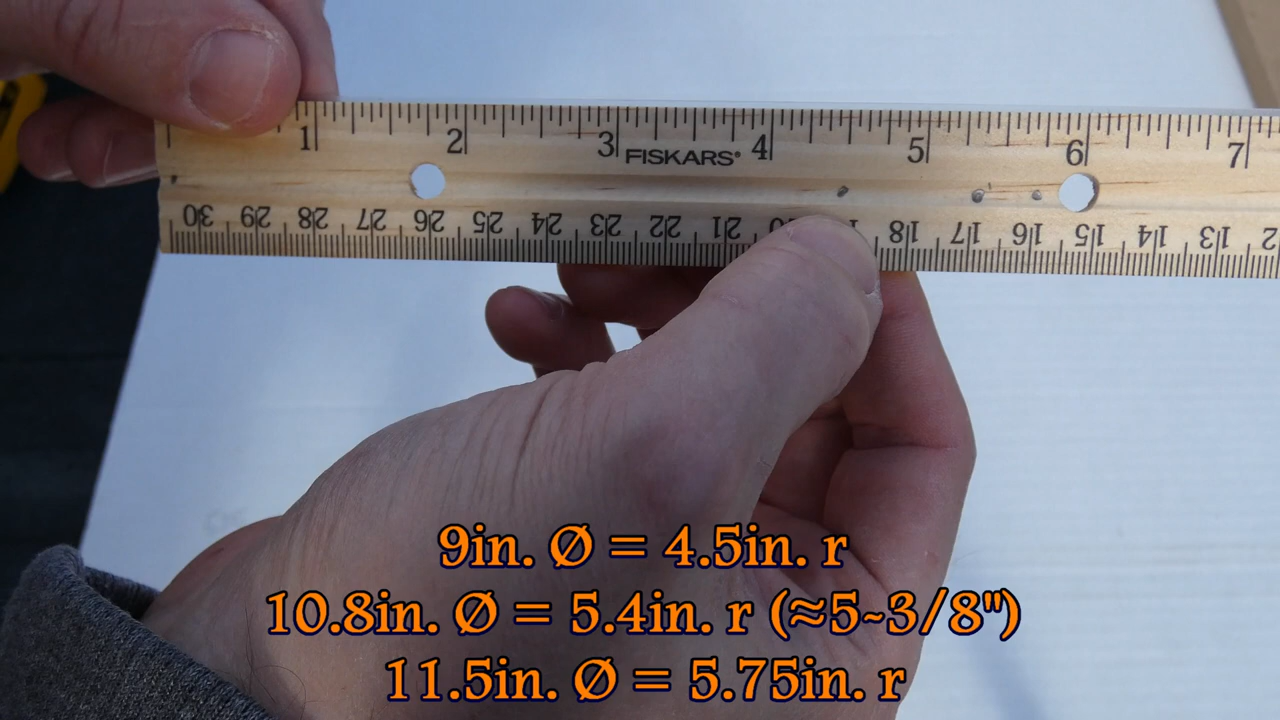 1 2 3 4 5 6 7
FISKARS®
30 29 28 27 26 25 24 23 22 21 18 17 16 15 14 13
9in. Ø = 4.5in. r
10.8in. Ø = 5.4in. r (≈5~3/8")
11.5in. Ø = 5.75in. r